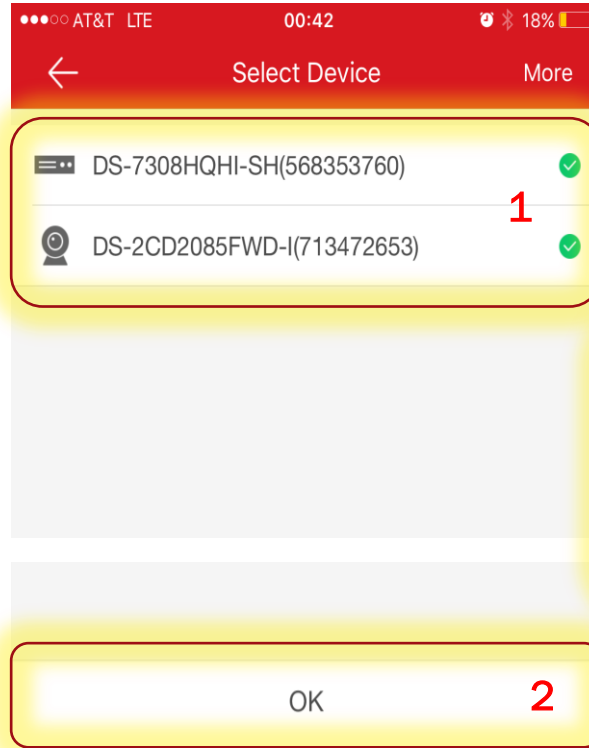 AT&T LTE 00:42 18%
Select Device More
DS-7308HQHI-SH(568353760)
1
DS-2CD2085FWD-I(713472653)
OK 2